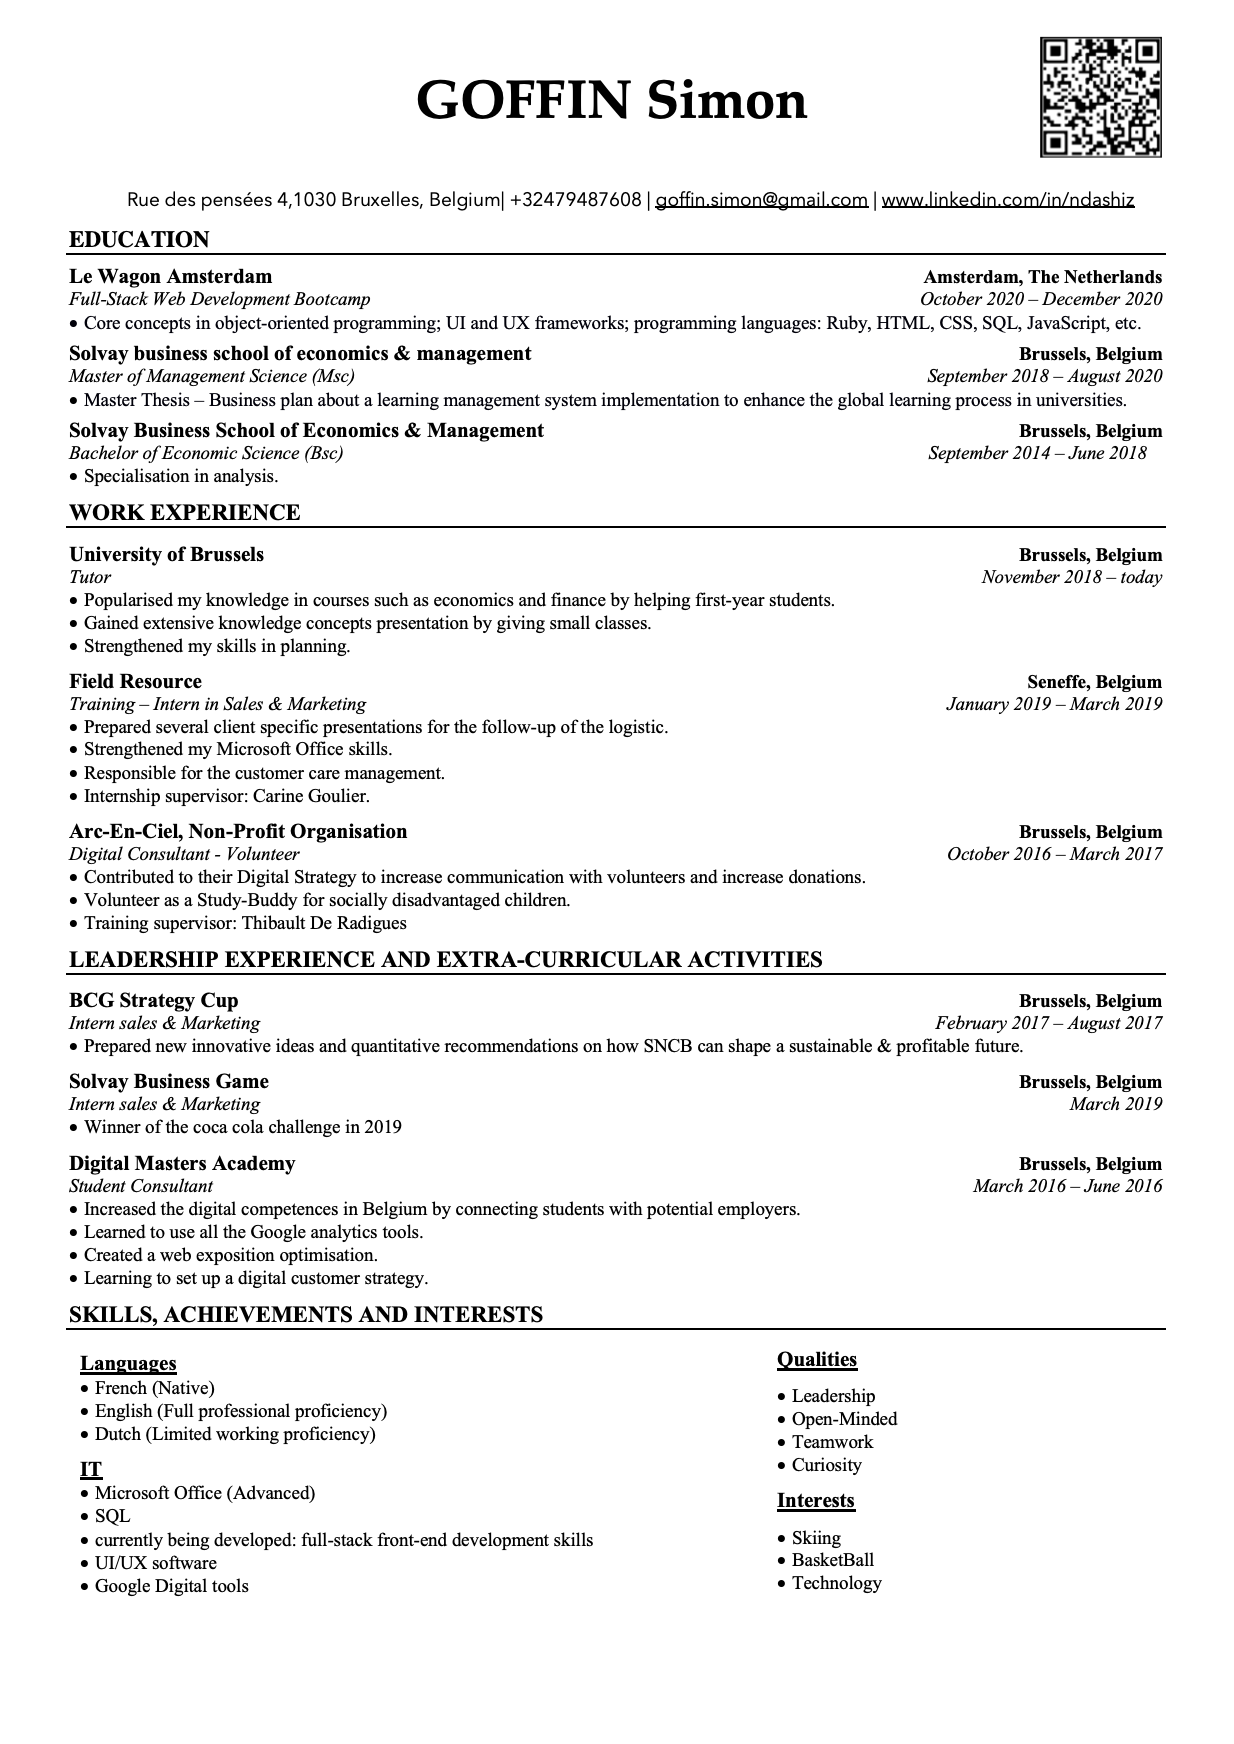 GOFFIN Simon
Rue des pensées 4,1030 Bruxelles, Belgium| +32479487608 | goffin.simon@gmail.com | www.linkedin.com/in/ndashiz
EDUCATION
Le Wagon Amsterdam Amsterdam, The Netherlands
Full-Stack Web Development Bootcamp October 2020 – December 2020
• Core concepts in object-oriented programming; UI and UX frameworks; programming languages: Ruby, HTML, CSS, SQL, JavaScript, etc.
Solvay business school of economics & management Brussels, Belgium
Master of Management Science (Msc) September 2018 – August 2020
• Master Thesis – Business plan about a learning management system implementation to enhance the global learning process in universities.
Solvay Business School of Economics & Management Brussels, Belgium
Bachelor of Economic Science (Bsc) September 2014 – June 2018
• Specialisation in analysis.
WORK EXPERIENCE
University of Brussels Brussels, Belgium
Tutor November 2018 – today
• Popularised my knowledge in courses such as economics and finance by helping first-year students.
• Gained extensive knowledge concepts presentation by giving small classes.
• Strengthened my skills in planning.
Field Resource Seneffe, Belgium
Training – Intern in Sales & Marketing January 2019 – March 2019
• Prepared several client specific presentations for the follow-up of the logistic.
• Strengthened my Microsoft Office skills.
• Responsible for the customer care management.
• Internship supervisor: Carine Goulier.
Arc-En-Ciel, Non-Profit Organisation Brussels, Belgium
Digital Consultant - Volunteer October 2016 – March 2017
• Contributed to their Digital Strategy to increase communication with volunteers and increase donations.
• Volunteer as a Study-Buddy for socially disadvantaged children.
• Training supervisor: Thibault De Radigues
LEADERSHIP EXPERIENCE AND EXTRA-CURRICULAR ACTIVITIES
BCG Strategy Cup Brussels, Belgium
Intern sales & Marketing February 2017 – August 2017
• Prepared new innovative ideas and quantitative recommendations on how SNCB can shape a sustainable & profitable future.
Solvay Business Game Brussels, Belgium
Intern sales & Marketing March 2019
• Winner of the coca cola challenge in 2019
Digital Masters Academy Brussels, Belgium
Student Consultant March 2016 – June 2016
• Increased the digital competences in Belgium by connecting students with potential employers.
• Learned to use all the Google analytics tools.
• Created a web exposition optimisation.
• Learning to set up a digital customer strategy.
SKILLS, ACHIEVEMENTS AND INTERESTS
Languages
• French (Native)
• English (Full professional proficiency)
• Dutch (Limited working proficiency)
IT
• Microsoft Office (Advanced)
• SQL
• currently being developed: full-stack front-end development skills
• UI/UX software
• Google Digital tools
Qualities
• Leadership
• Open-Minded
• Teamwork
• Curiosity
Interests
• Skiing
• BasketBall
• Technology